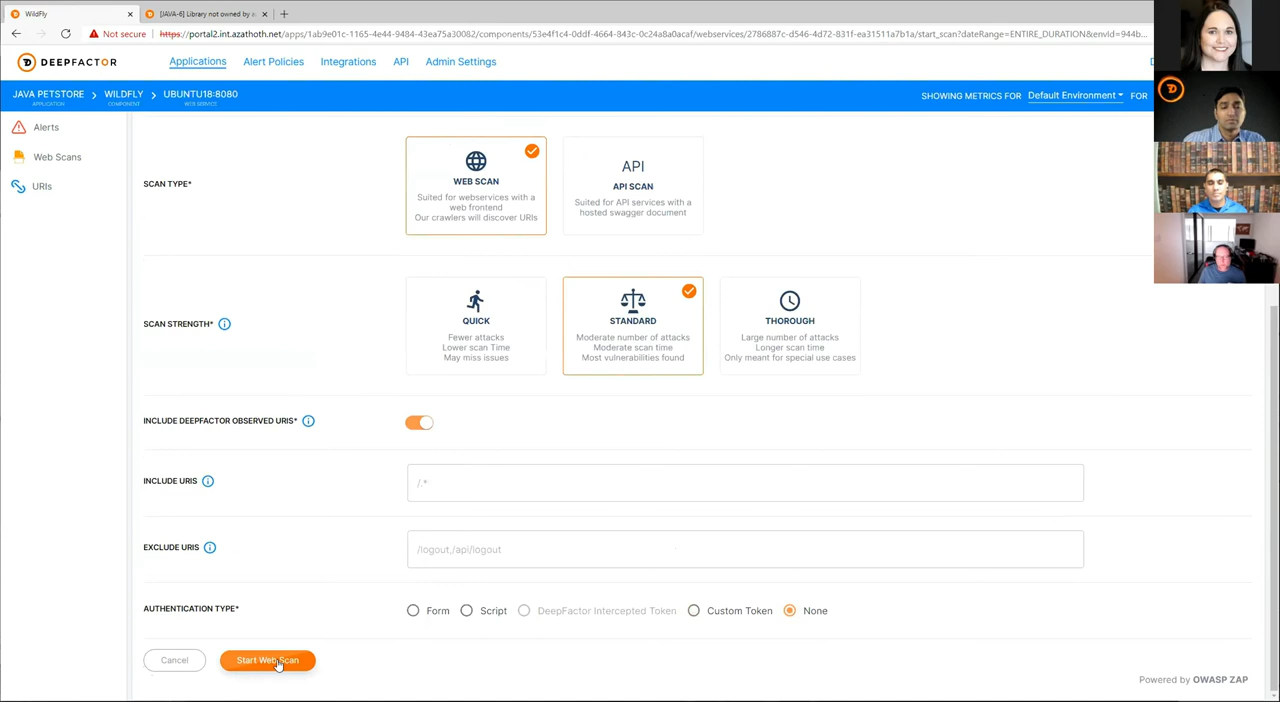 WildFly
[JAVA-6] Library not owned by a
Not secure
https://portal2.int.azathoth.net/apps/1ab9e01c-1165-4e44-9484-43ea75a30082/components/53e4f1c4-0ddf-4664-843c-0c24a8a0acaf/webservices/2786887c-d546-4d72-831f-ea31511a7b1a/start_scan?dateRange=ENTIRE_DURATION&envId=944b...
DEEPFACTOR
Applications
Alert Policies
Integrations
API
Admin Settings
JAVA PETSTORE
APPLICATION
WILDFLY
COMPONENT
UBUNTU18:8080
WEB SERVICE
SHOWING METRICS FOR
Default Environment
FOR
Alerts
Web Scans
URIs
SCAN TYPE*
WEB SCAN
Suited for webservices with a
web frontend
Our crawlers will discover URIs
API
API SCAN
Suited for API services with a
hosted swagger document
SCAN STRENGTH*
QUICK
Fewer attacks
Lower scan Time
May miss issues
STANDARD
Moderate number of attacks
Moderate scan time
Most vulnerabilities found
THOROUGH
Large number of attacks
Longer scan time
Only meant for special use cases
INCLUDE DEEPFACTOR OBSERVED URIS*
INCLUDE URIS
/.*
EXCLUDE URIS
/logout,/api/logout
AUTHENTICATION TYPE*
Form
Script
DeepFactor Intercepted Token
Custom Token
None
Cancel
Start Web Scan
Powered by OWASP ZAP